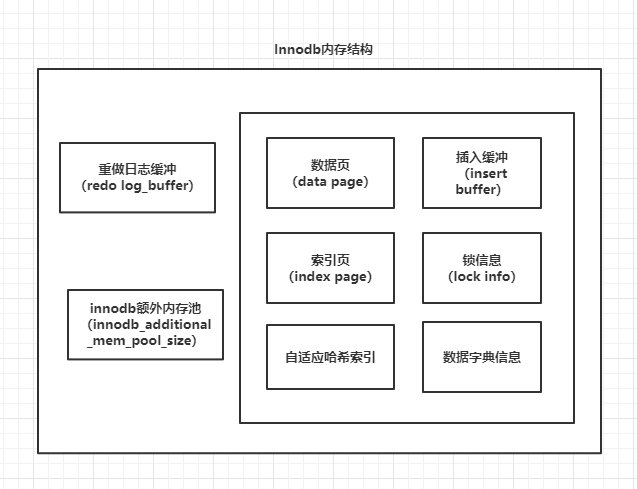 Innodb内存结构
重做日志缓冲
（redo log_buffer）
innodb额外内存池
（innodb_additional
_mem_pool_size）
数据页
（data page）
插入缓冲
（insert
buffer）
索引页
（index page）
锁信息
（lock info）
自适应哈希索引
数据字典信息